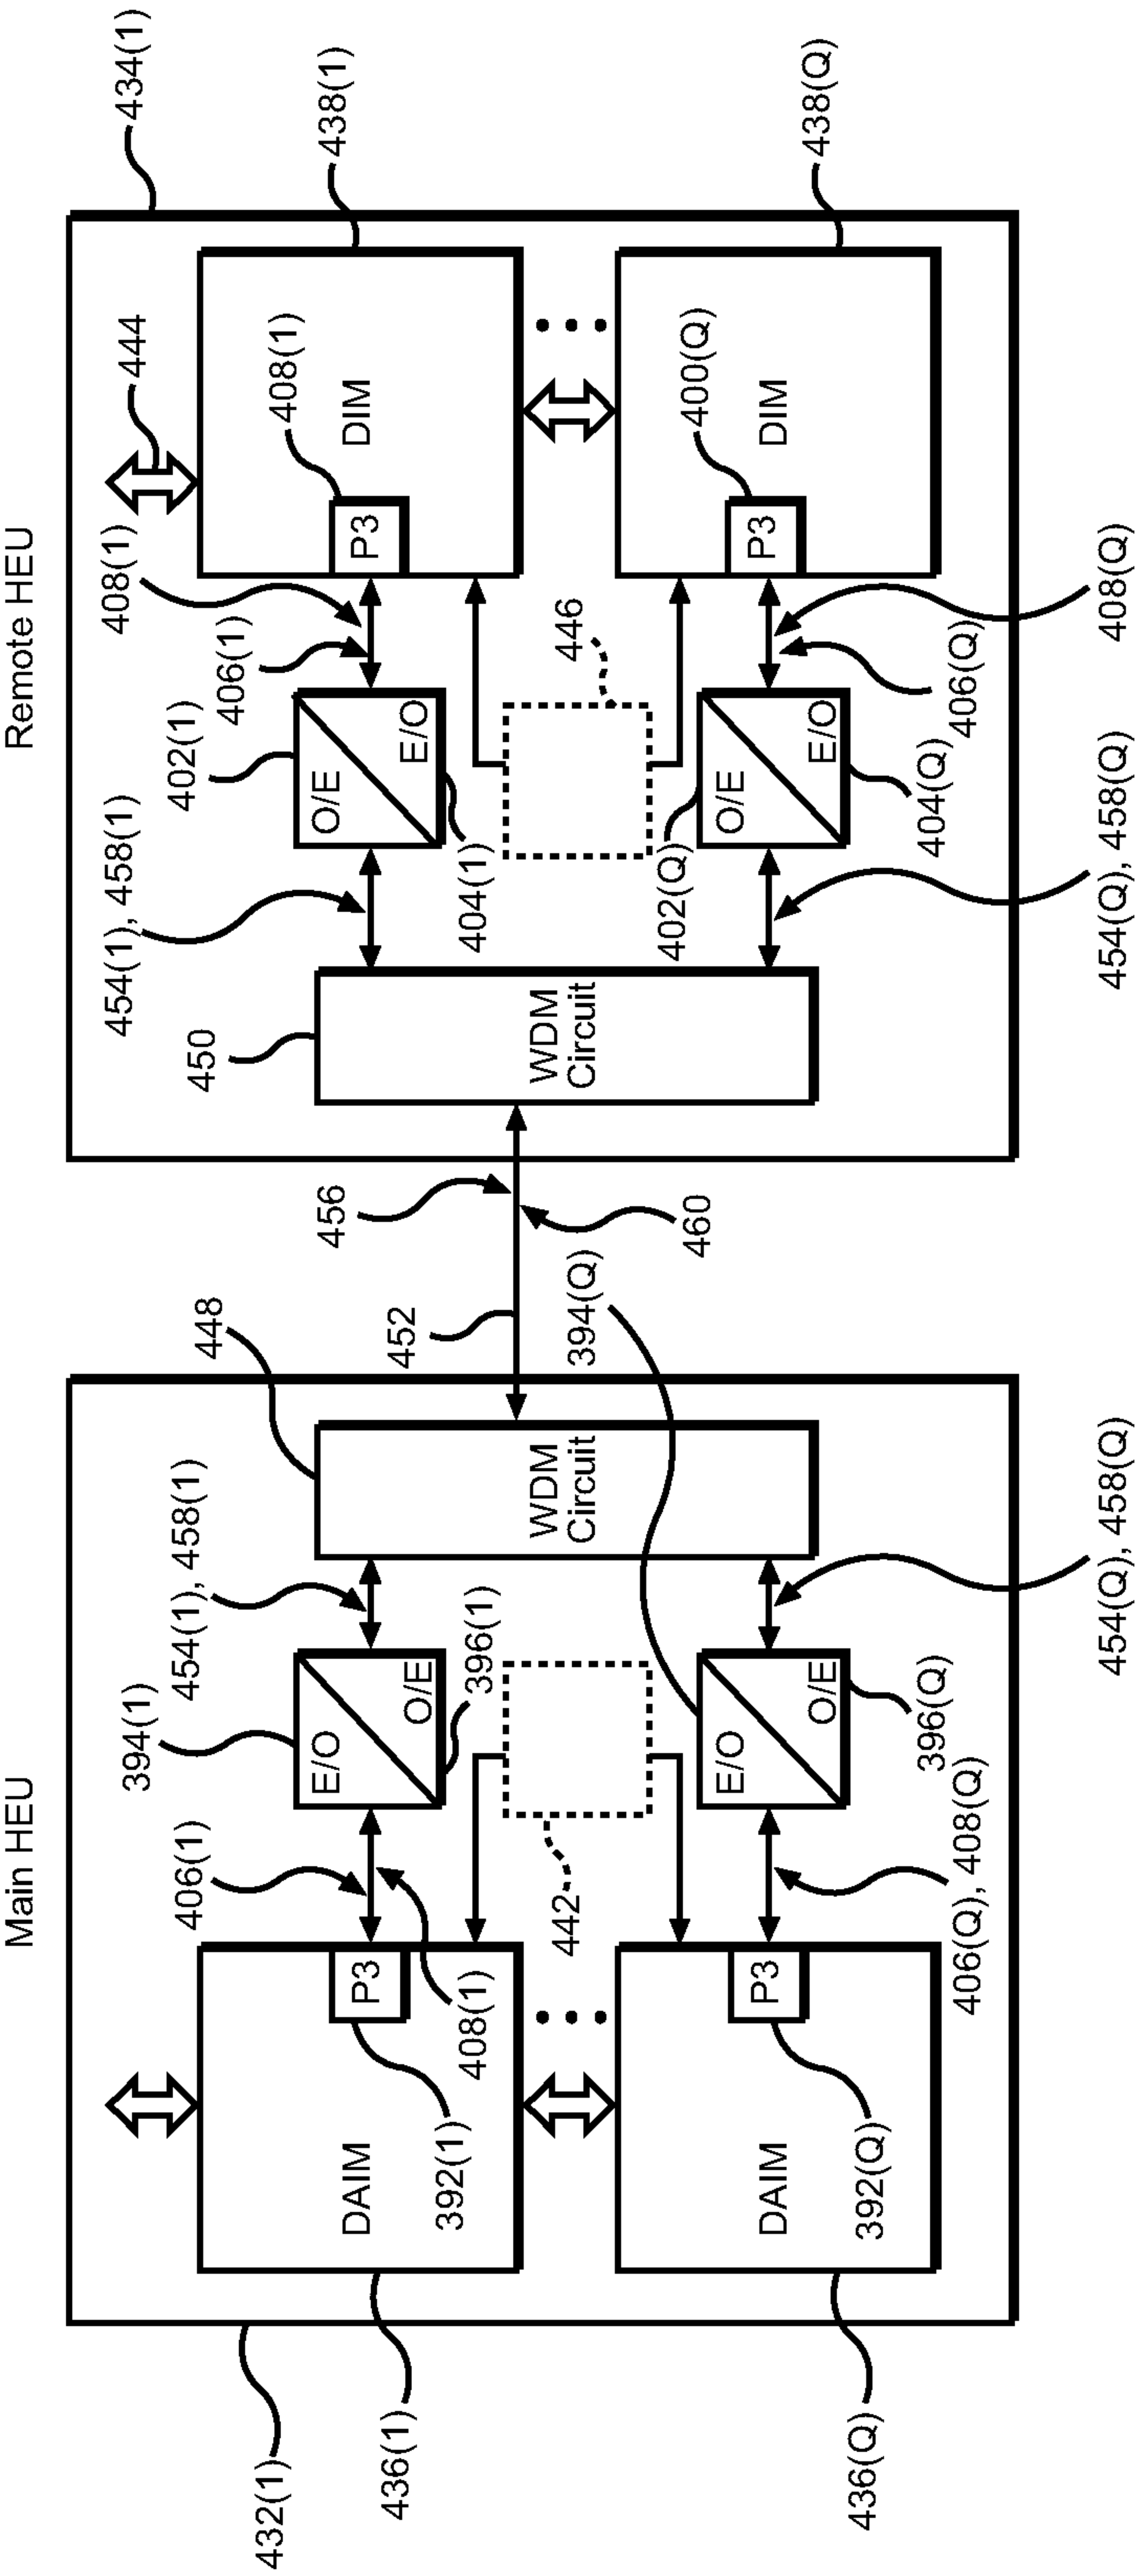 Main HEU
Remote HEU
432(1)
436(1)
436(Q)
DAIM
P3
392(1)
408(1)
406(1)
394(1)
E/O
O/E
396(1)
454(1), 458(1)
448
WDM
Circuit
442
DAIM
P3
392(Q)
406(Q), 408(Q)
E/O
O/E
396(Q)
394(Q)
454(Q), 458(Q)
452
456
460
450
WDM
Circuit
454(1), 458(1)
402(1)
O/E
E/O
404(1)
406(1)
408(1)
444
P3
408(1)
DIM
438(1)
434(1)
446
402(Q)
O/E
E/O
404(Q)
454(Q), 458(Q)
406(Q)
408(Q)
P3
400(Q)
DIM
438(Q)